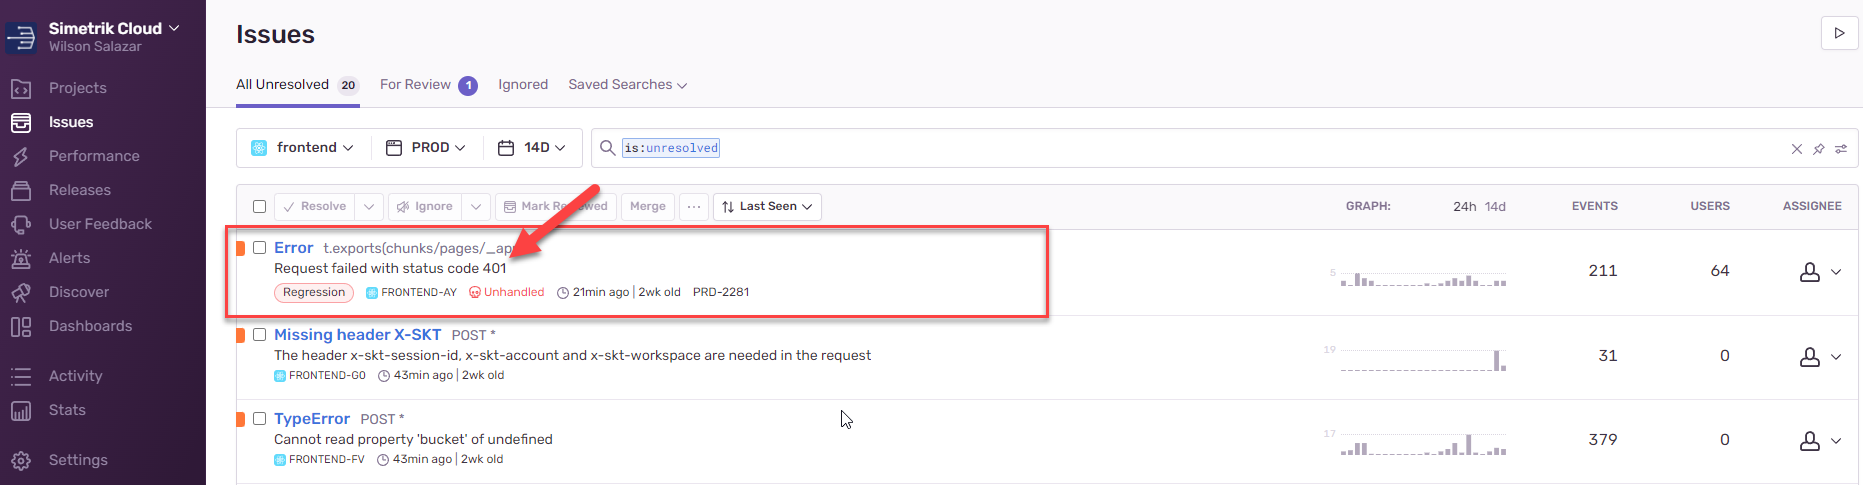 Simetrik Cloud
Wilson Salazar
Projects
Issues
Performance
Releases
User Feedback
Alerts
Discover
Dashboards
Activity
Stats
Settings
Issues
All Unresolved 20 For Review 1 Ignored Saved Searches
frontend PROD 14D is:unresolved
Resolve Ignore Mark Reviewed Merge ... Last Seen GRAPH: 24h 14d EVENTS USERS ASSIGNEE
Error t.exports(chunks/pages/_app
Request failed with status code 401
5 211 64
Regression FRONTEND-AY Unhandled 21min ago | 2wk old PRD-2281
Missing header X-SKT POST *
The header x-skt-session-id, x-skt-account and x-skt-workspace are needed in the request
19 31 0
FRONTEND-G0 43min ago | 2wk old
TypeError POST *
Cannot read property 'bucket' of undefined
17 379 0
FRONTEND-FV 43min ago | 2wk old